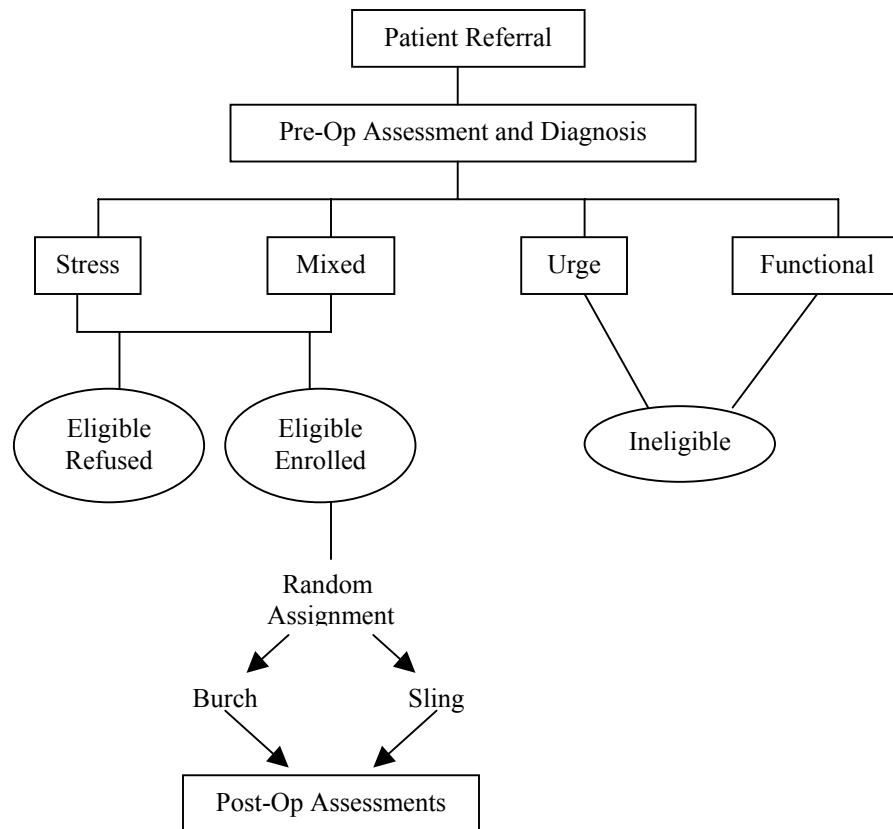 Patient Referral
Pre-Op Assessment and Diagnosis
Stress
Mixed
Urge
Functional
Eligible
Refused
Eligible
Enrolled
Ineligible
Random
Assignment
Burch
Sling
Post-Op Assessments